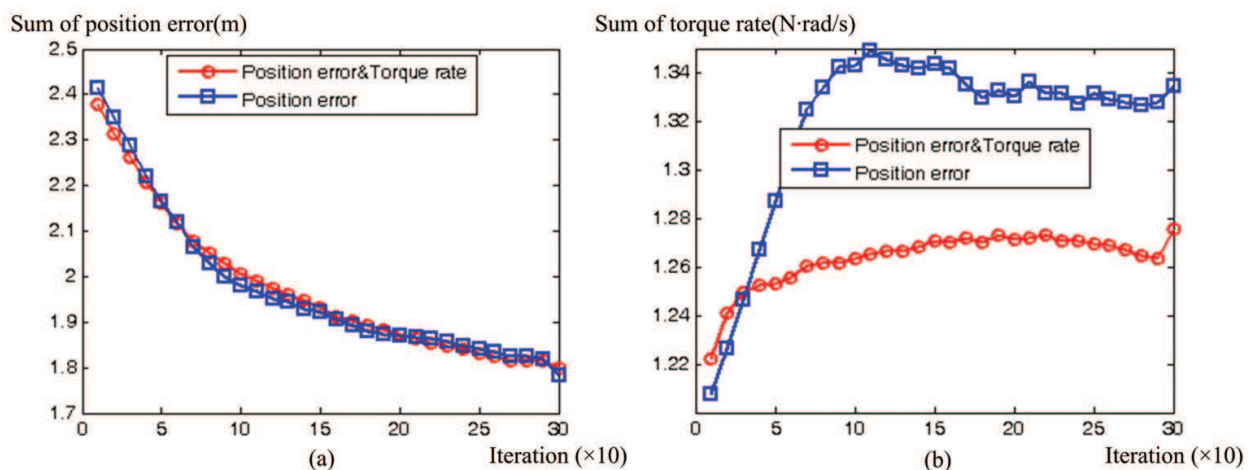 Sum of position error(m)
2.5
2.4
2.3
2.2
2.1
2
1.9
1.8
1.7
0 5 10 15 20 25 30
Position error&Torque rate
Position error
(a)
Iteration (×10)
Sum of torque rate(N·rad/s)
1.34
1.32
1.3
1.28
1.26
1.24
1.22
0 5 10 15 20 25 30
Position error&Torque rate
Position error
(b)
Iteration (×10)